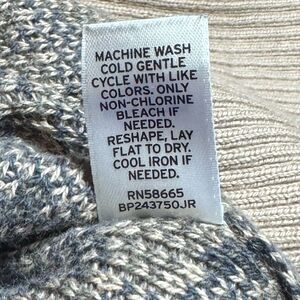 MACHINE WASH
COLD GENTLE
CYCLE WITH LIKE
COLORS. ONLY
NON-CHLORINE
BLEACH IF
NEEDED.
RESHAPE, LAY
FLAT TO DRY.
COOL IRON IF
NEEDED.
RN58665
BP243750JR